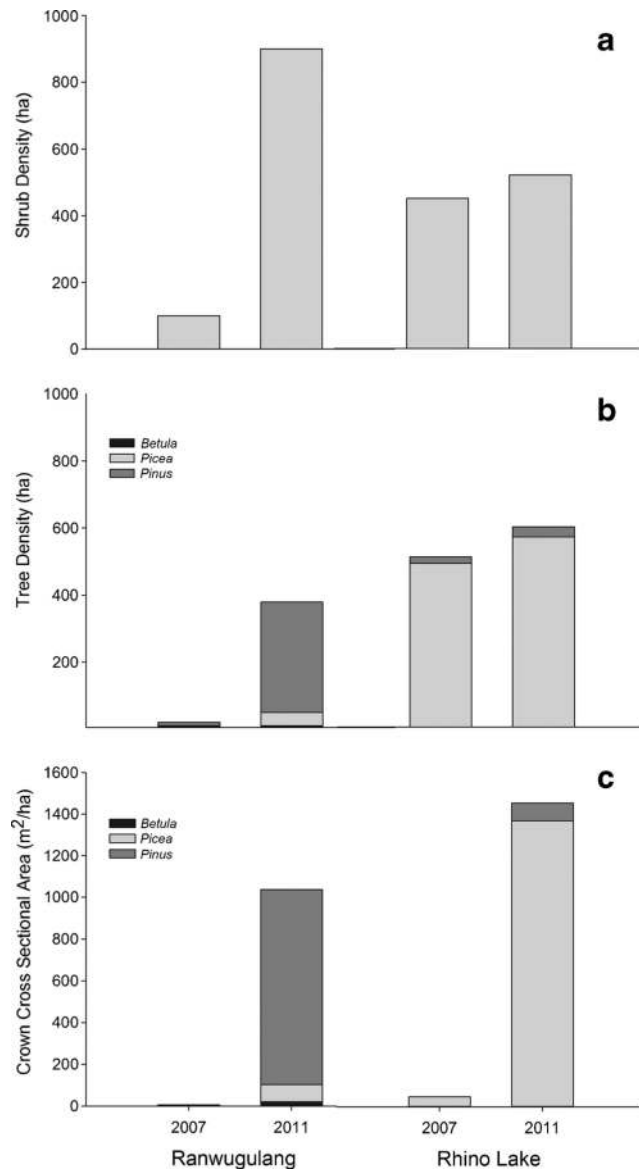 a
Shrub Density (ha)
1000
800
600
400
200
0
b
Tree Density (ha)
1000
800
600
400
200
Betula
Picea
Pinus
c
Crown Cross Sectional Area (m²/ha)
1600
1400
1200
1000
800
600
400
200
0
Betula
Picea
Pinus
2007 2011 2007 2011
Ranwugulang Rhino Lake